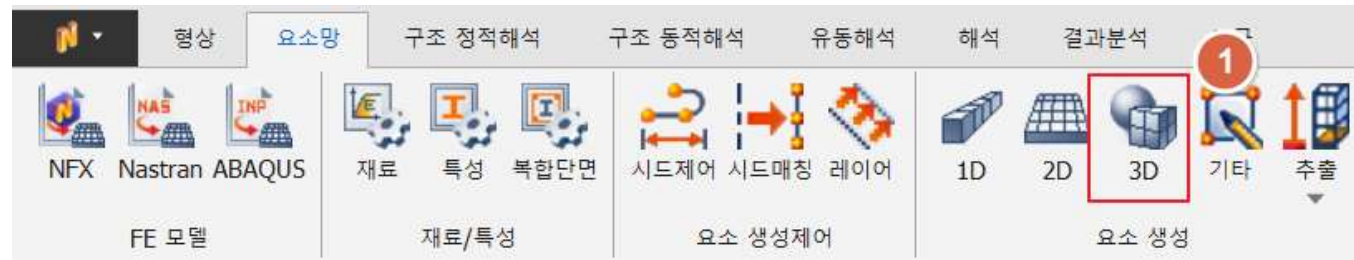 형상 요소망 구조 정적해석 구조 동적해석 유동해석 해석 결과분석
1
NAS INP
NFX Nastran ABAQUS 재료 특성 복합단면 시드제어 시드매칭 레이어 1D 2D 3D 기타 추출
FE 모델 재료/특성 요소 생성제어 요소 생성